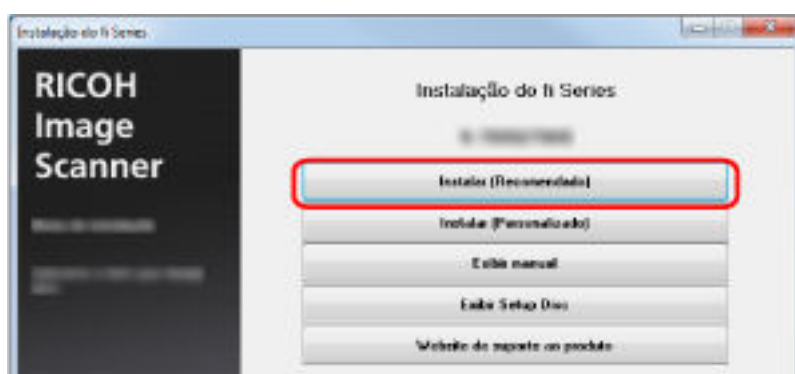 Instalação do fi Series
RICOH
Image
Scanner
Instalação do fi Series
Instalar (Recomendado)
Instalar (Personalizado)
Exibir manual
Exibir Setup Disc
Website de suporte ao produto